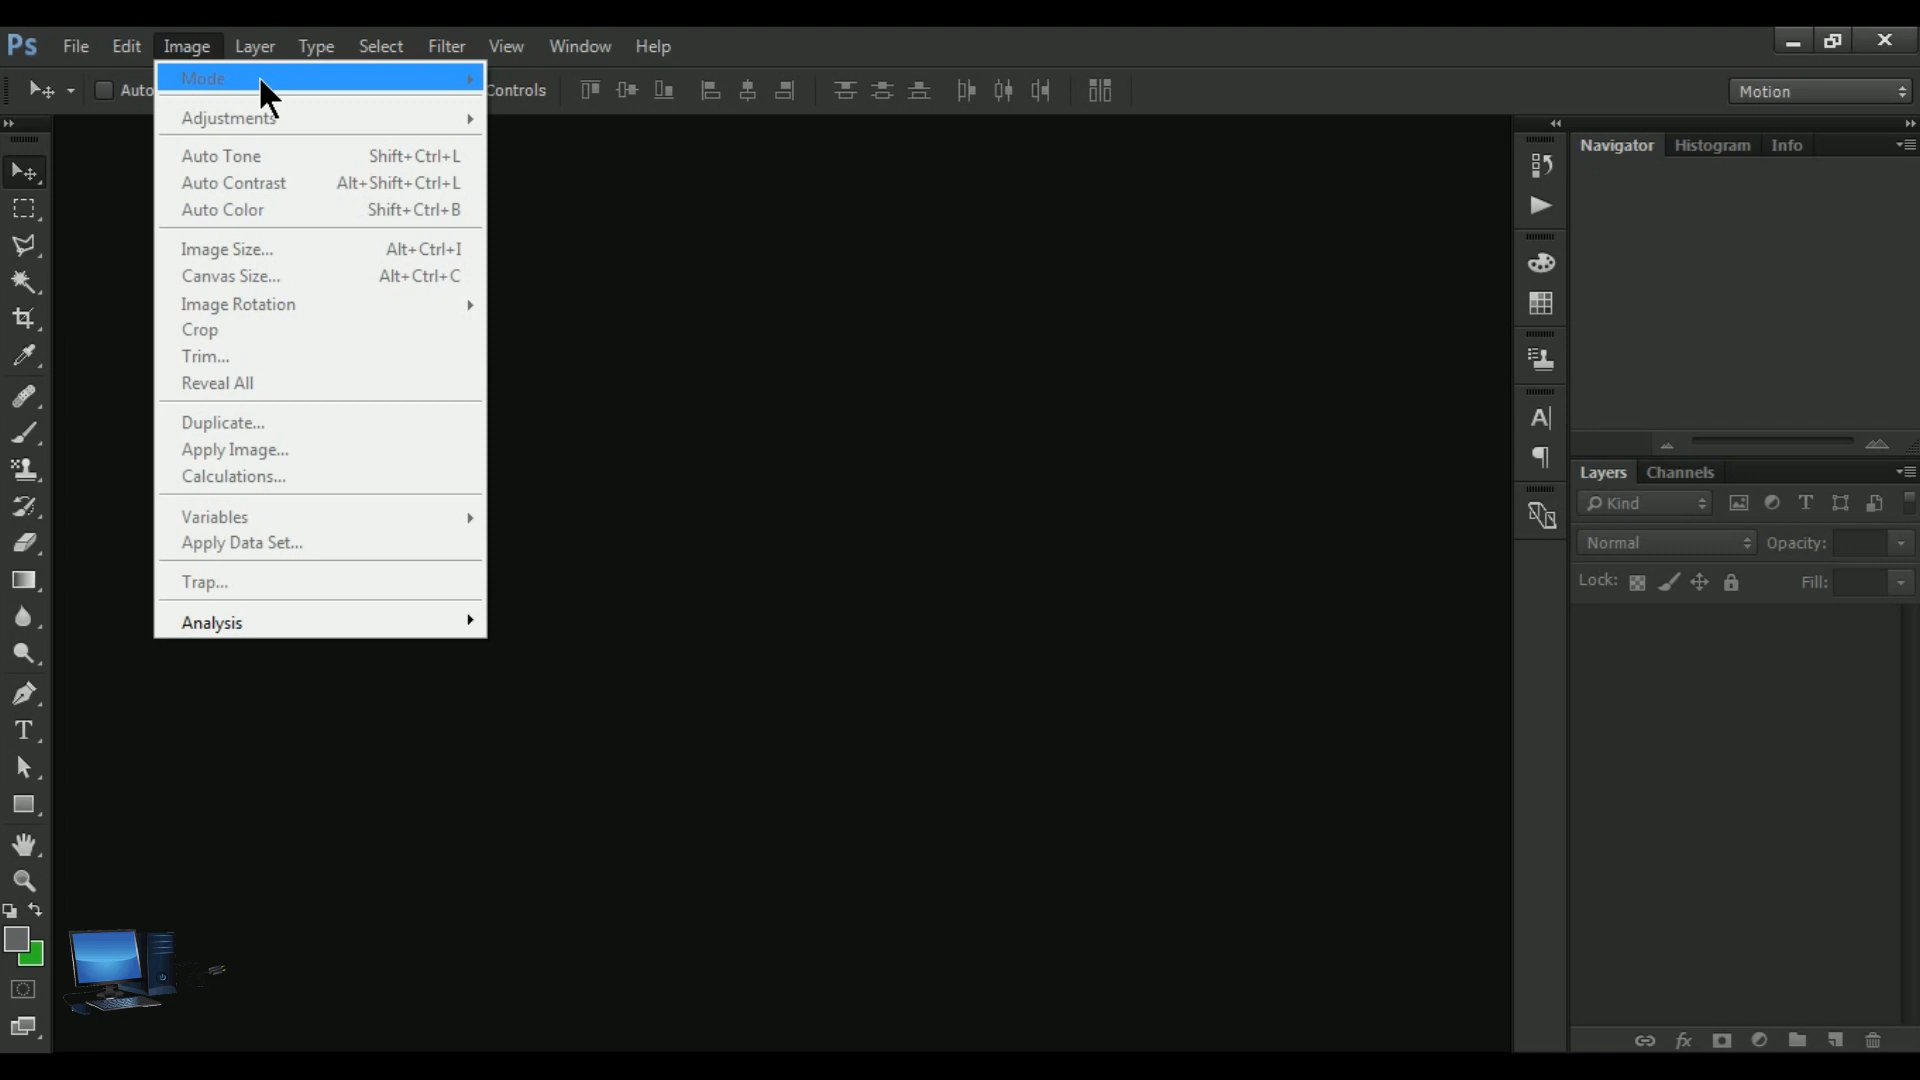 Ps File Edit Image Layer Type Select Filter View Window Help
Auto Controls Motion
Mode
Adjustments
Auto Tone Shift+Ctrl+L
Auto Contrast Alt+Shift+Ctrl+L
Auto Color Shift+Ctrl+B
Image Size... Alt+Ctrl+I
Canvas Size... Alt+Ctrl+C
Image Rotation
Crop
Trim...
Reveal All
Duplicate...
Apply Image...
Calculations...
Variables
Apply Data Set...
Trap...
Analysis
Navigator Histogram Info
Layers Channels
Kind
Normal Opacity:
Lock: Fill: